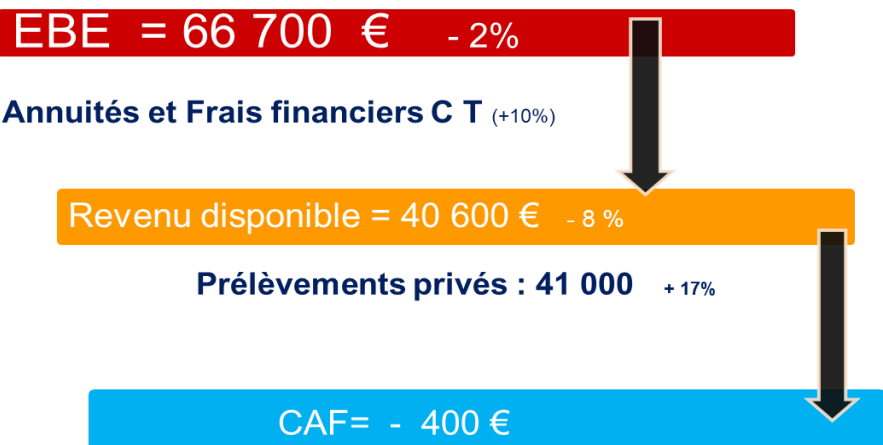 EBE = 66 700 € - 2%
Annuités et Frais financiers C T (+10%)
Revenu disponible = 40 600 € - 8 %
Prélèvements privés : 41 000 + 17%
CAF= - 400 €